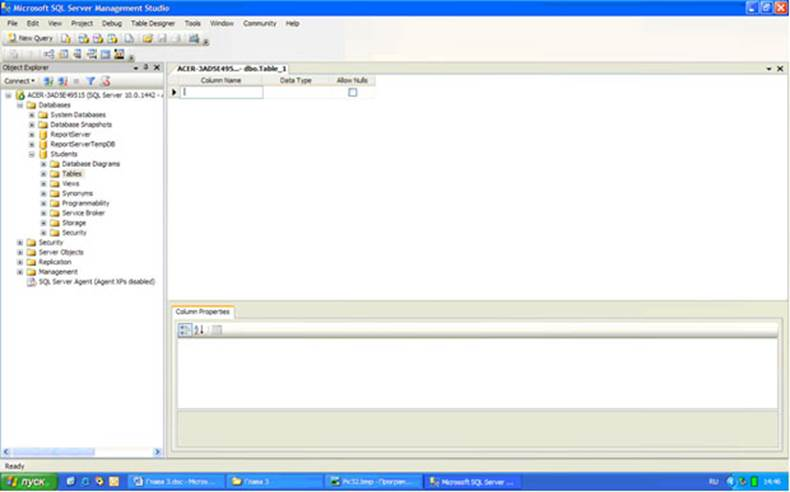 Microsoft SQL Server Management Studio
File Edit View Project Debug Table Designer Tools Window Community Help
New Query
Object Explorer
ACER-3AD5E495...- dbo.Table_1
Column Name Data Type Allow Nulls
Connect
ACER-3AD5E49515 (SQL Server 10.0.1442 -
Databases
System Databases
Database Snapshots
ReportServer
ReportServerTempDB
Students
Database Diagrams
Tables
Views
Synonyms
Programmability
Service Broker
Storage
Security
Security
Server Objects
Replication
Management
SQL Server Agent (Agent XPs disabled)
Column Properties
Ready
пуск
Глава 3.doc - Micros...
Глава 3
Pic32.bmp - Програм...
Microsoft SQL Server ...
RU
14:46